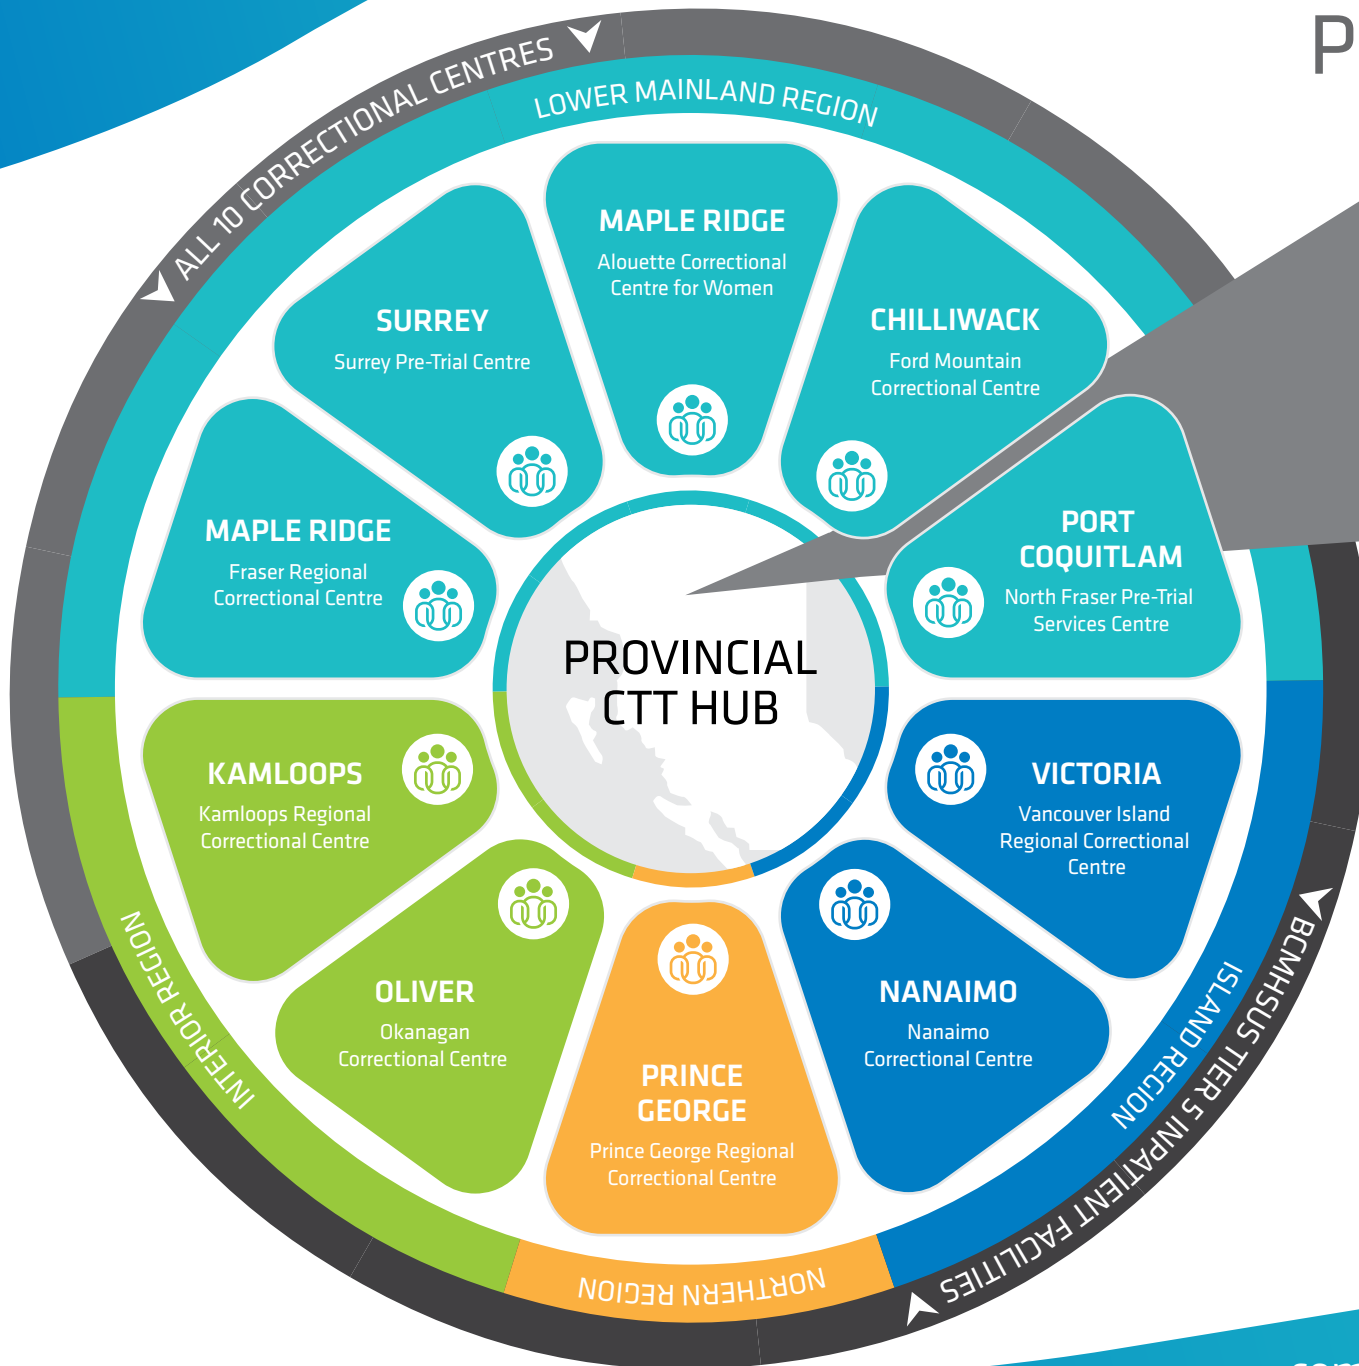 P
ALL 10 CORRECTIONAL CENTRES
LOWER MAINLAND REGION
MAPLE RIDGE
Alouette Correctional
Centre for Women
SURREY
Surrey Pre-Trial Centre
CHILLIWACK
Ford Mountain
Correctional Centre
MAPLE RIDGE
Fraser Regional
Correctional Centre
PORT
COQUITLAM
North Fraser Pre-Trial
Services Centre
PROVINCIAL
CTT HUB
KAMLOOPS
Kamloops Regional
Correctional Centre
VICTORIA
Vancouver Island
Regional Correctional
Centre
OLIVER
Okanagan
Correctional Centre
NANAIMO
Nanaimo
Correctional Centre
PRINCE
GEORGE
Prince George Regional
Correctional Centre
INTERIOR REGION
ISLAND REGION
BCMHSUS TIER 5 INPATIENT FACILITIES
NORTHERN REGION